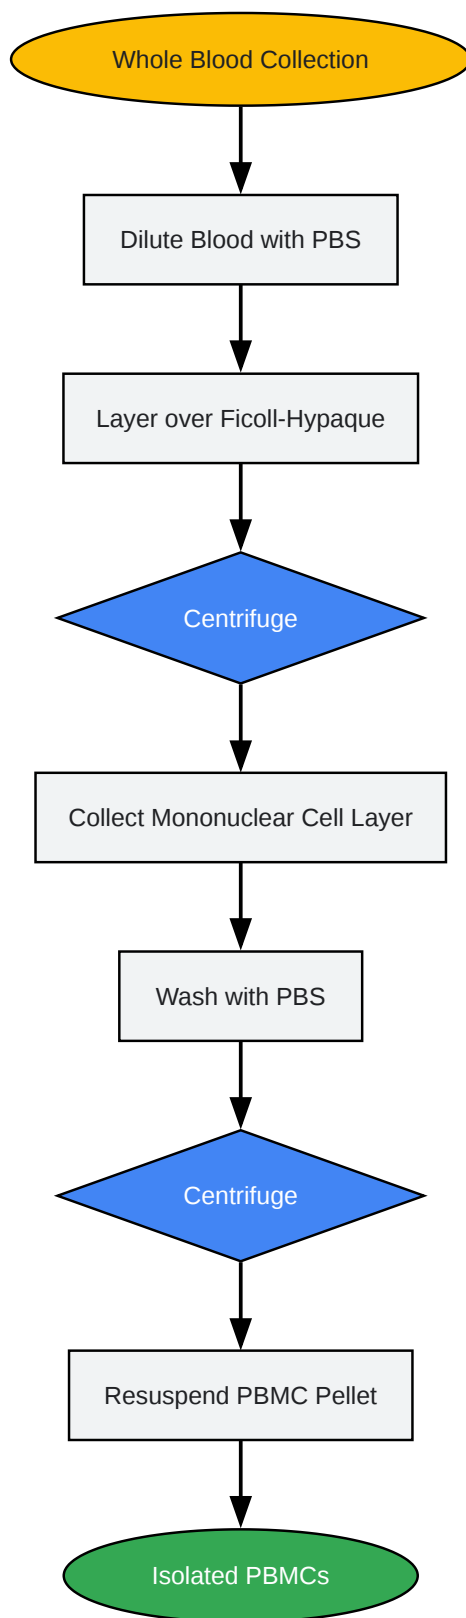 Whole Blood Collection
Dilute Blood with PBS
Layer over Ficoll-Hypaque
Centrifuge
Collect Mononuclear Cell Layer
Wash with PBS
Centrifuge
Resuspend PBMC Pellet
Isolated PBMCs